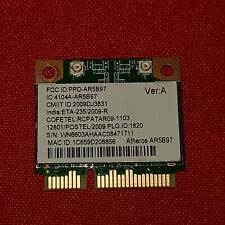 FCC ID:PPD-AR5B97 Ver:A
IC:4104A-AR5B97
CMIIT ID:2009DJ3831
India:ETA-235/2009-R
COFETEL:RCPATAR09-1103
12801/POSTEL/2009 PLG ID:1820
S/N: WN6603AHAAC08471711
MAC ID:1C659D208856 Atheros AR5B97